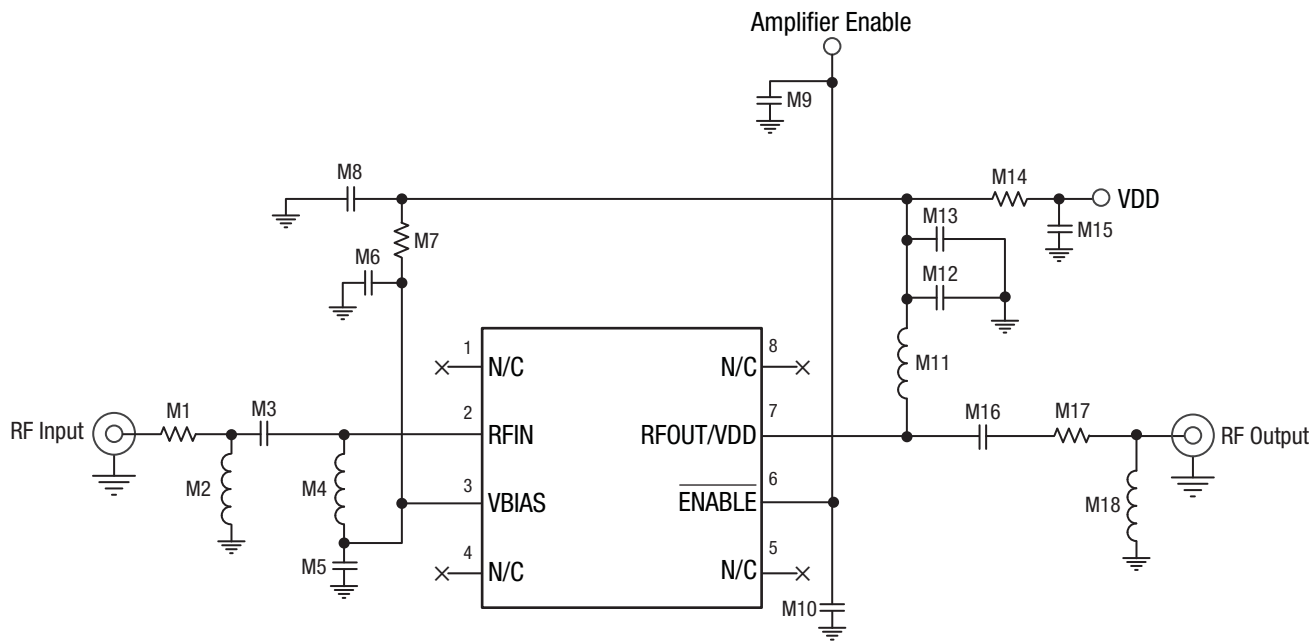 Amplifier Enable
M9
M8
M14
VDD
M13
M15
M7
M6
M12
1
N/C
8
N/C
M11
M1
M3
2
7
M16
M17
RF Input
RFIN
RFOUT/VDD
RF Output
M2
M4
3
VBIAS
6
ENABLE
M18
M5
4
N/C
5
N/C
M10